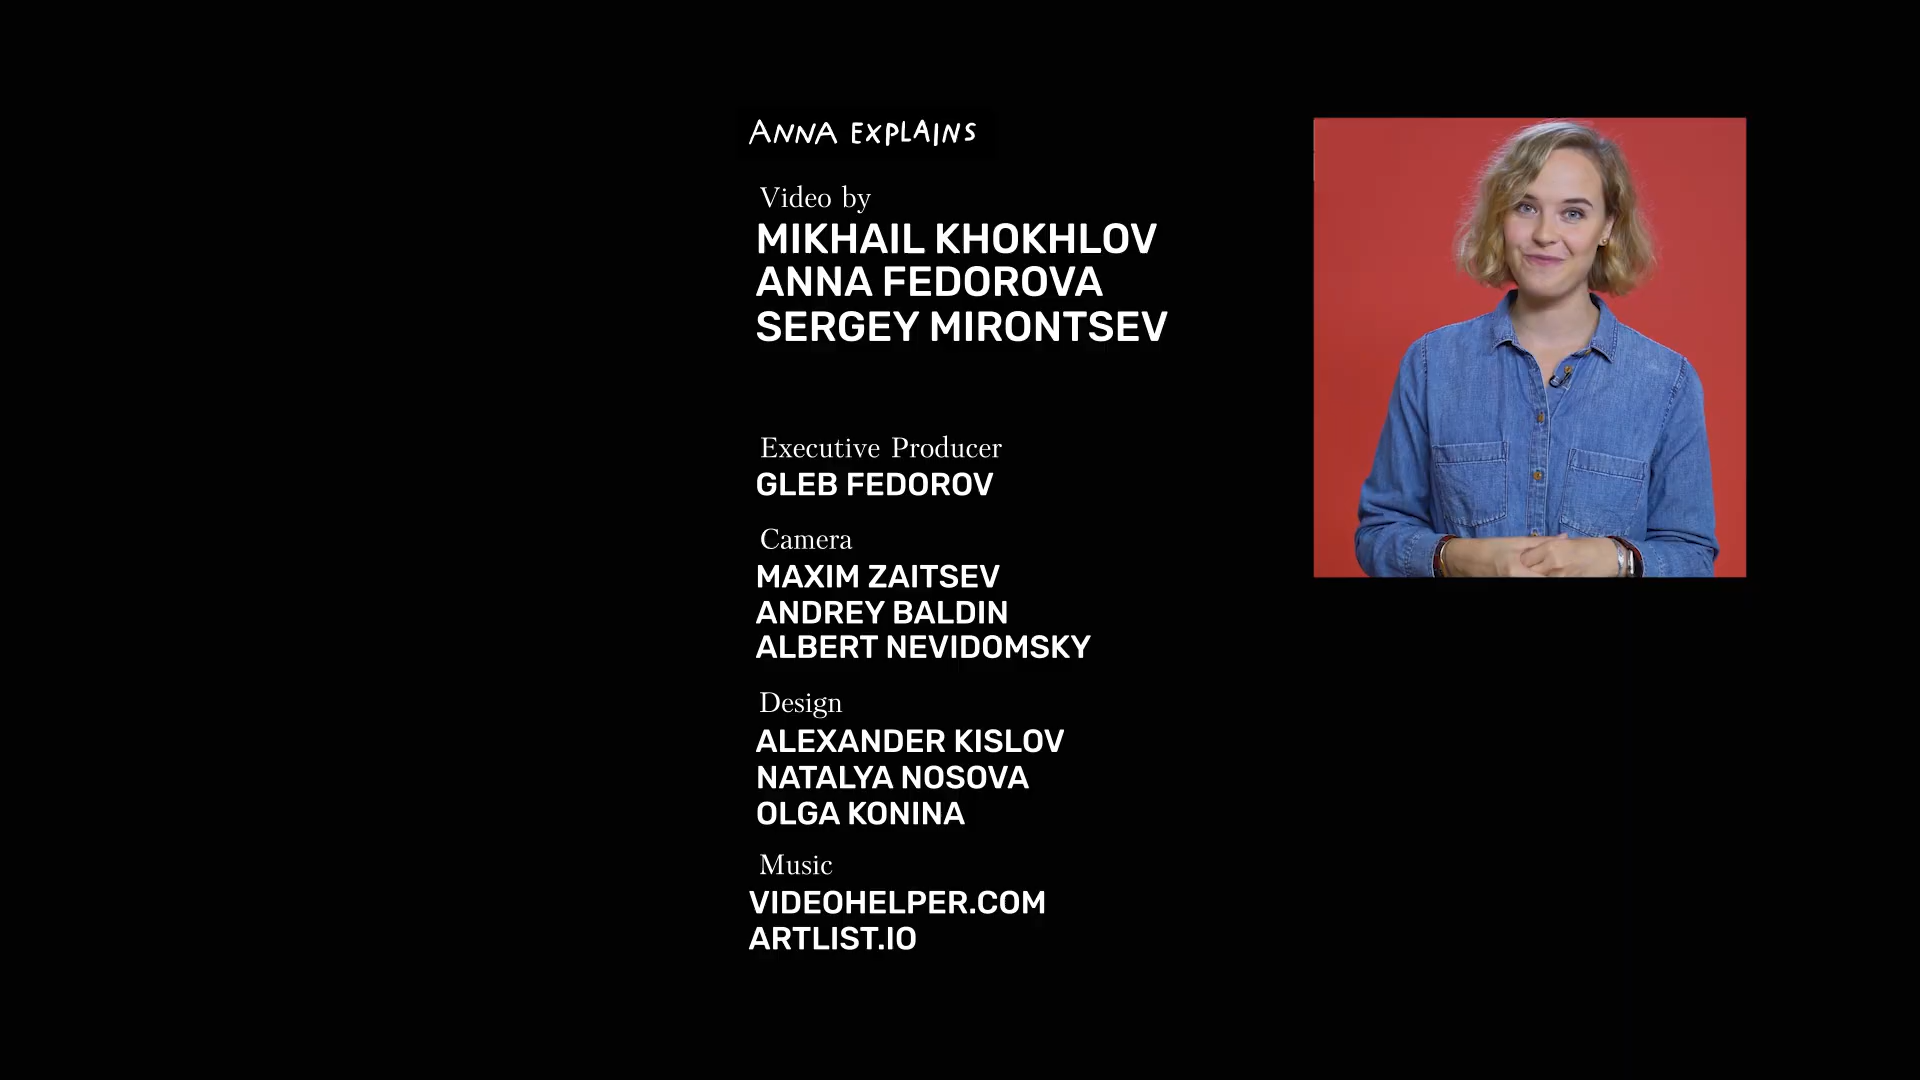 ANNA EXPLAINS
Video by
MIKHAIL KHOKHLOV
ANNA FEDOROVA
SERGEY MIRONTSEV
Executive Producer
GLEB FEDOROV
Camera
MAXIM ZAITSEV
ANDREY BALDIN
ALBERT NEVIDOMSKY
Design
ALEXANDER KISLOV
NATALYA NOSOVA
OLGA KONINA
Music
VIDEOHELPER.COM
ARTLIST.IO